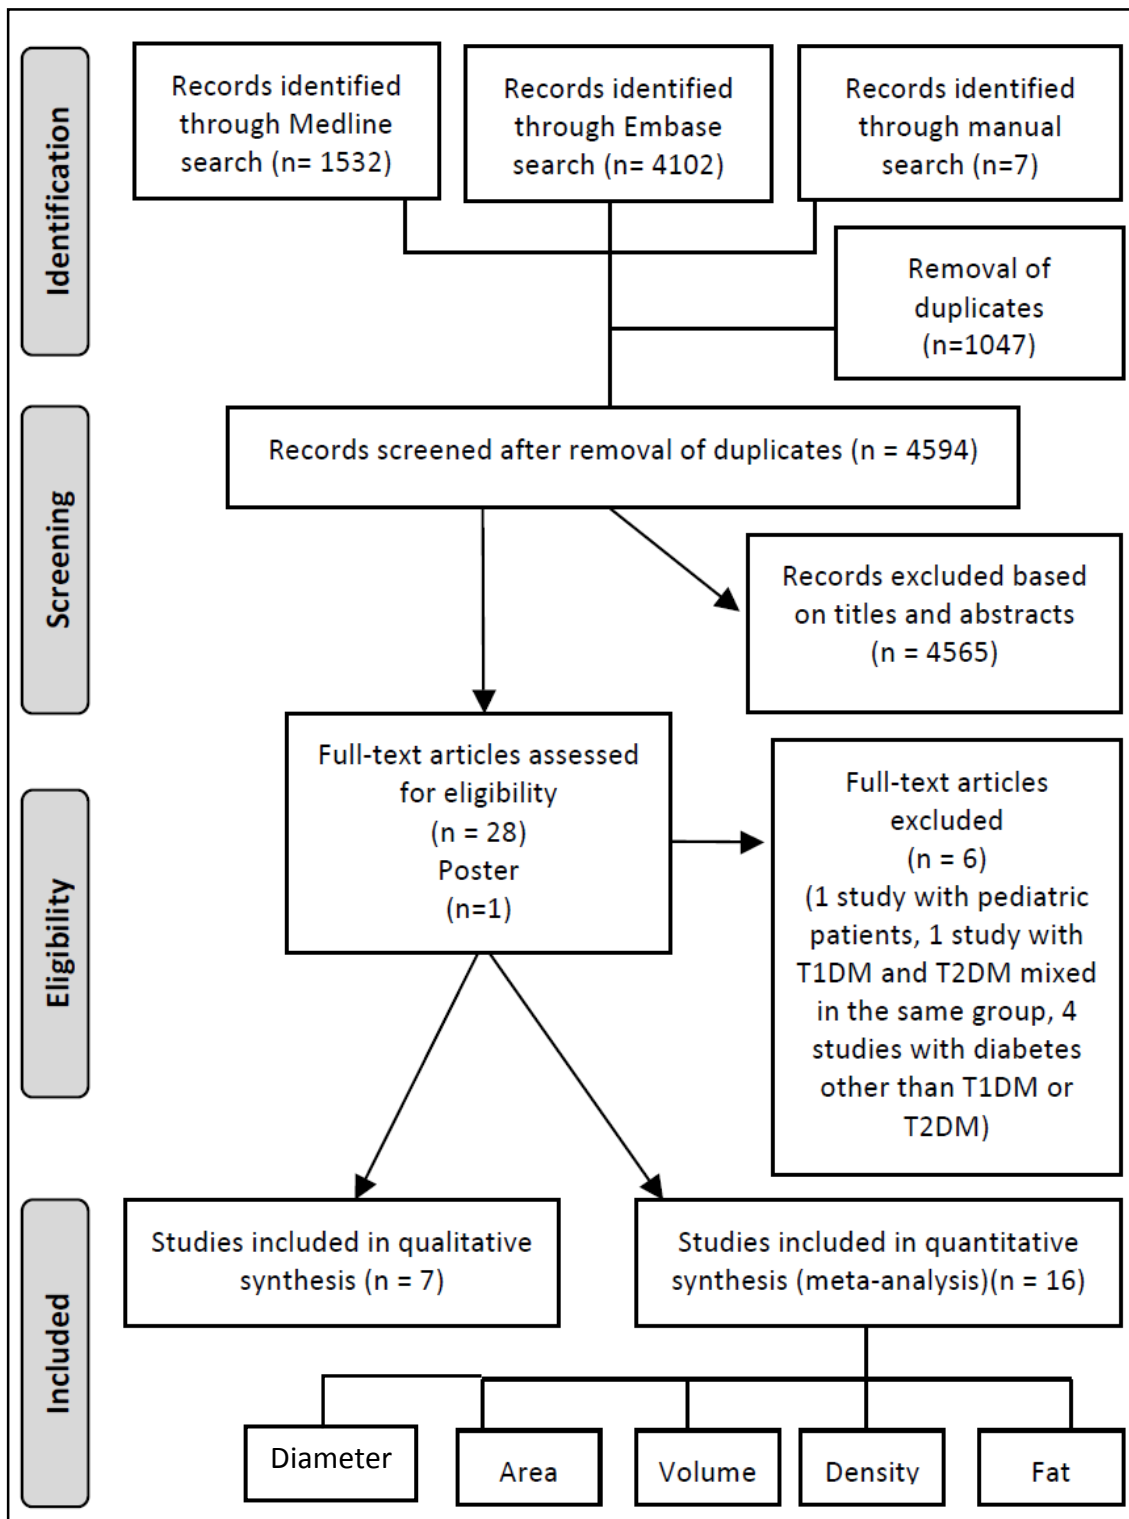 Identification
Records identified
through Medline
search (n= 1532)
Records identified
through Embase
search (n= 4102)
Records identified
through manual
search (n=7)
Removal of
duplicates
(n=1047)
Screening
Records screened after removal of duplicates (n = 4594)
Records excluded based
on titles and abstracts
(n = 4565)
Eligibility
Full-text articles assessed
for eligibility
(n = 28)
Poster
(n=1)
Full-text articles
excluded
(n = 6)
(1 study with pediatric
patients, 1 study with
T1DM and T2DM mixed
in the same group, 4
studies with diabetes
other than T1DM or
T2DM)
Included
Studies included in qualitative
synthesis (n = 7)
Studies included in quantitative
synthesis (meta-analysis)(n = 16)
Diameter
Area
Volume
Density
Fat